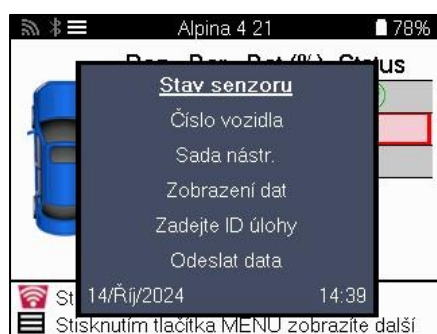 Alpina 4 21 78%
Stav senzoru
Číslo vozidla
Sada nástr.
Zobrazení dat
Zadejte ID úlohy
Odeslat data
14/Říj/2024 14:39
Stisknutím tlačítka MENU zobrazíte další